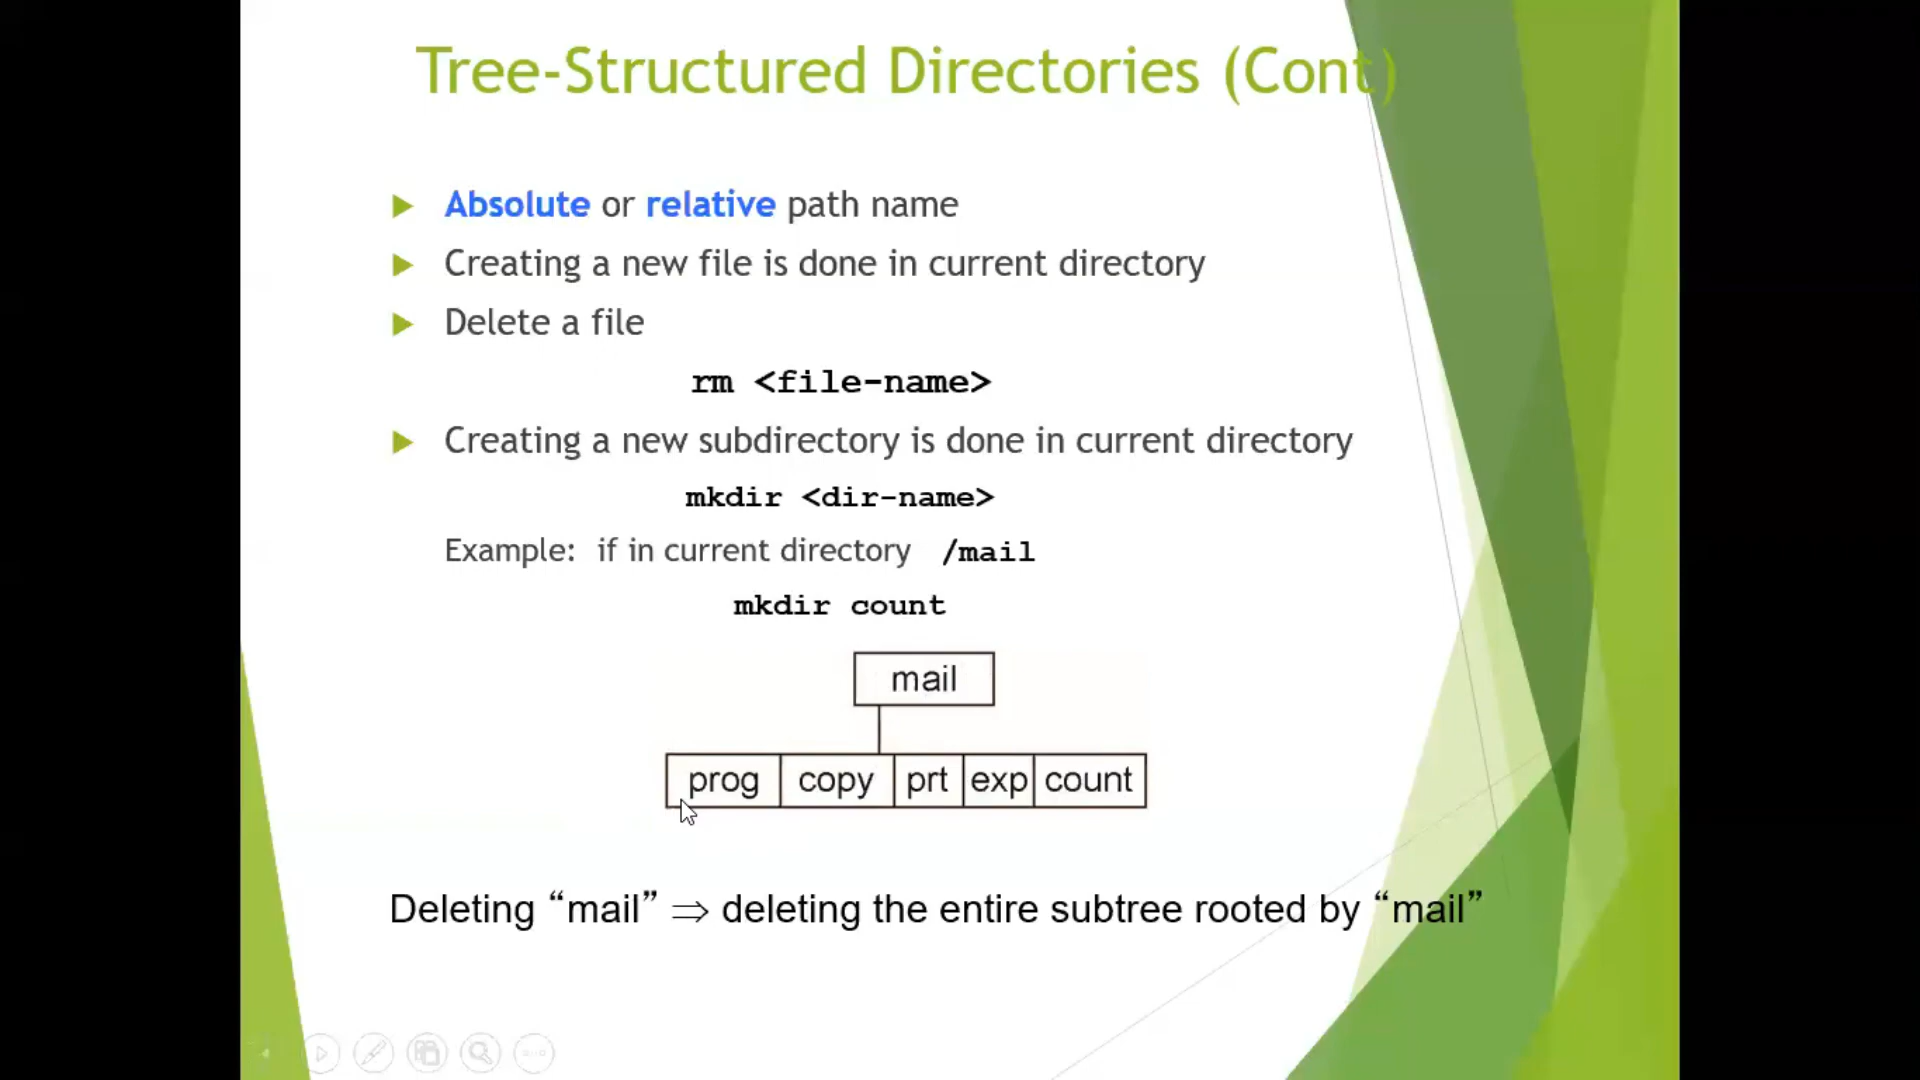 Tree-Structured Directories (Cont)
Absolute or relative path name
Creating a new file is done in current directory
Delete a file
rm <file-name>
Creating a new subdirectory is done in current directory
mkdir <dir-name>
Example: if in current directory /mail
mkdir count
mail
prog copy prt exp count
Deleting “mail” ⇒ deleting the entire subtree rooted by “mail”